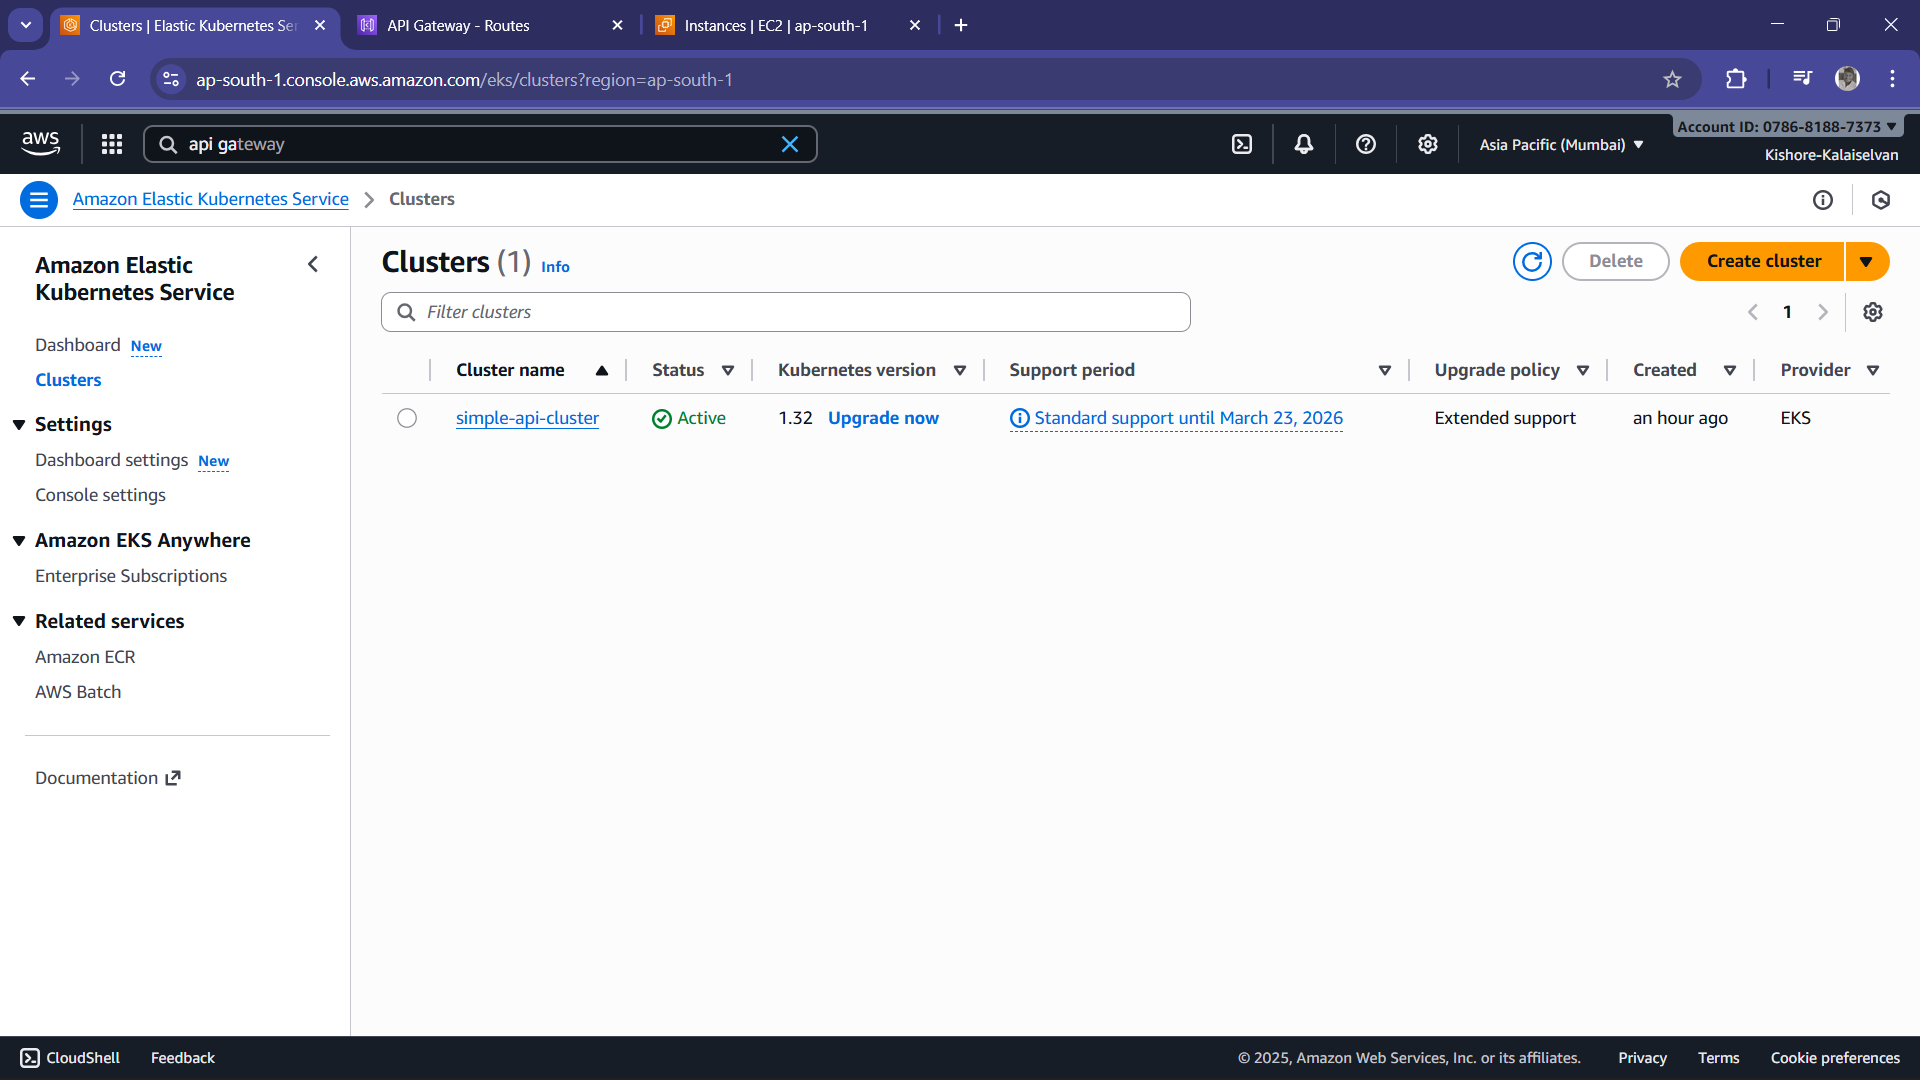 Clusters | Elastic Kubernetes Ser
API Gateway - Routes
Instances | EC2 | ap-south-1
ap-south-1.console.aws.amazon.com/eks/clusters?region=ap-south-1
aws
api gateway
Asia Pacific (Mumbai)
Account ID: 0786-8188-7373
Kishore-Kalaiselvan
Amazon Elastic Kubernetes Service
Clusters
Amazon Elastic
Kubernetes Service
Dashboard New
Clusters
Settings
Dashboard settings New
Console settings
Amazon EKS Anywhere
Enterprise Subscriptions
Related services
Amazon ECR
AWS Batch
Documentation
Clusters (1) Info
Delete
Create cluster
Filter clusters
1
Cluster name Status Kubernetes version Support period Upgrade policy Created Provider
simple-api-cluster Active 1.32 Upgrade now Standard support until March 23, 2026 Extended support an hour ago EKS
CloudShell Feedback © 2025, Amazon Web Services, Inc. or its affiliates. Privacy Terms Cookie preferences